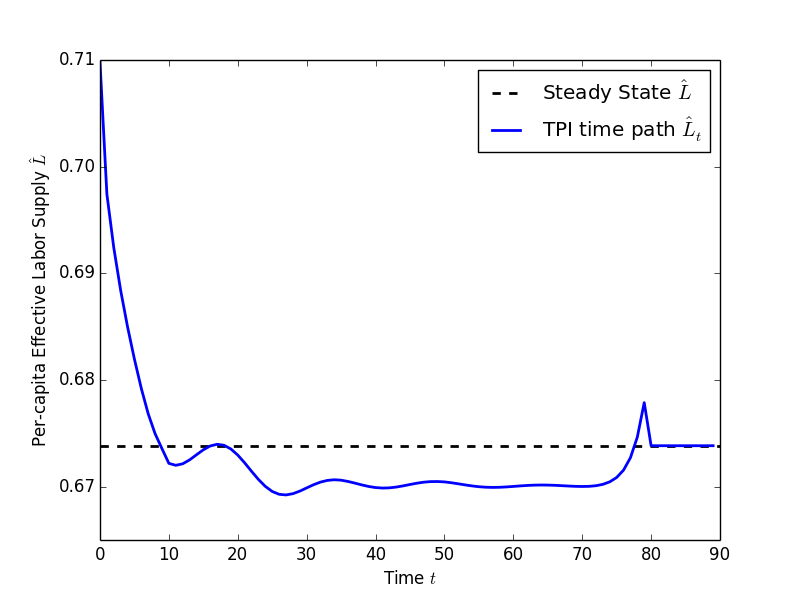 0.71
0.70
0.69
0.68
0.67
Per-capita Effective Labor Supply L̂
Steady State L̂
TPI time path L̂_t
0 10 20 30 40 50 60 70 80 90
Time t